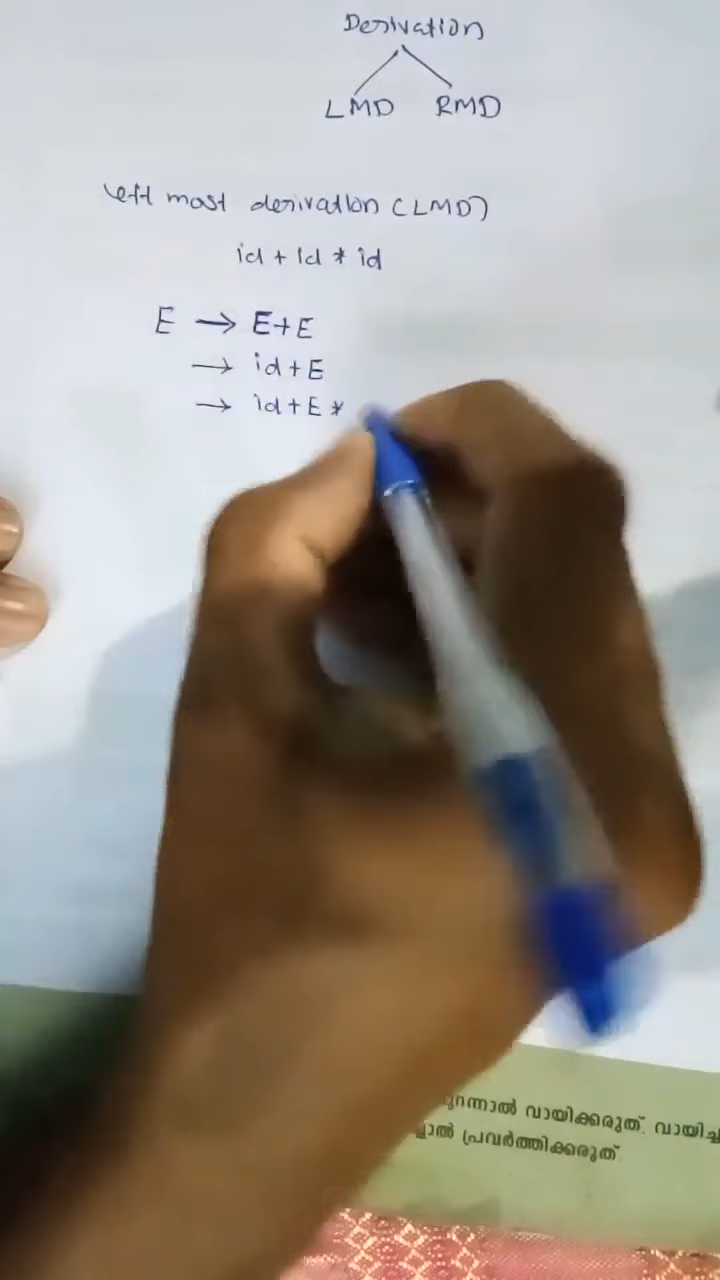 Derivation
LMD RMD
Left most derivation (LMD)
id + id * id
E → E+E
→ id+E
→ id+E *
വായിക്കരുത്. വായിച്ച
പ്രവർത്തിക്കരുത്.